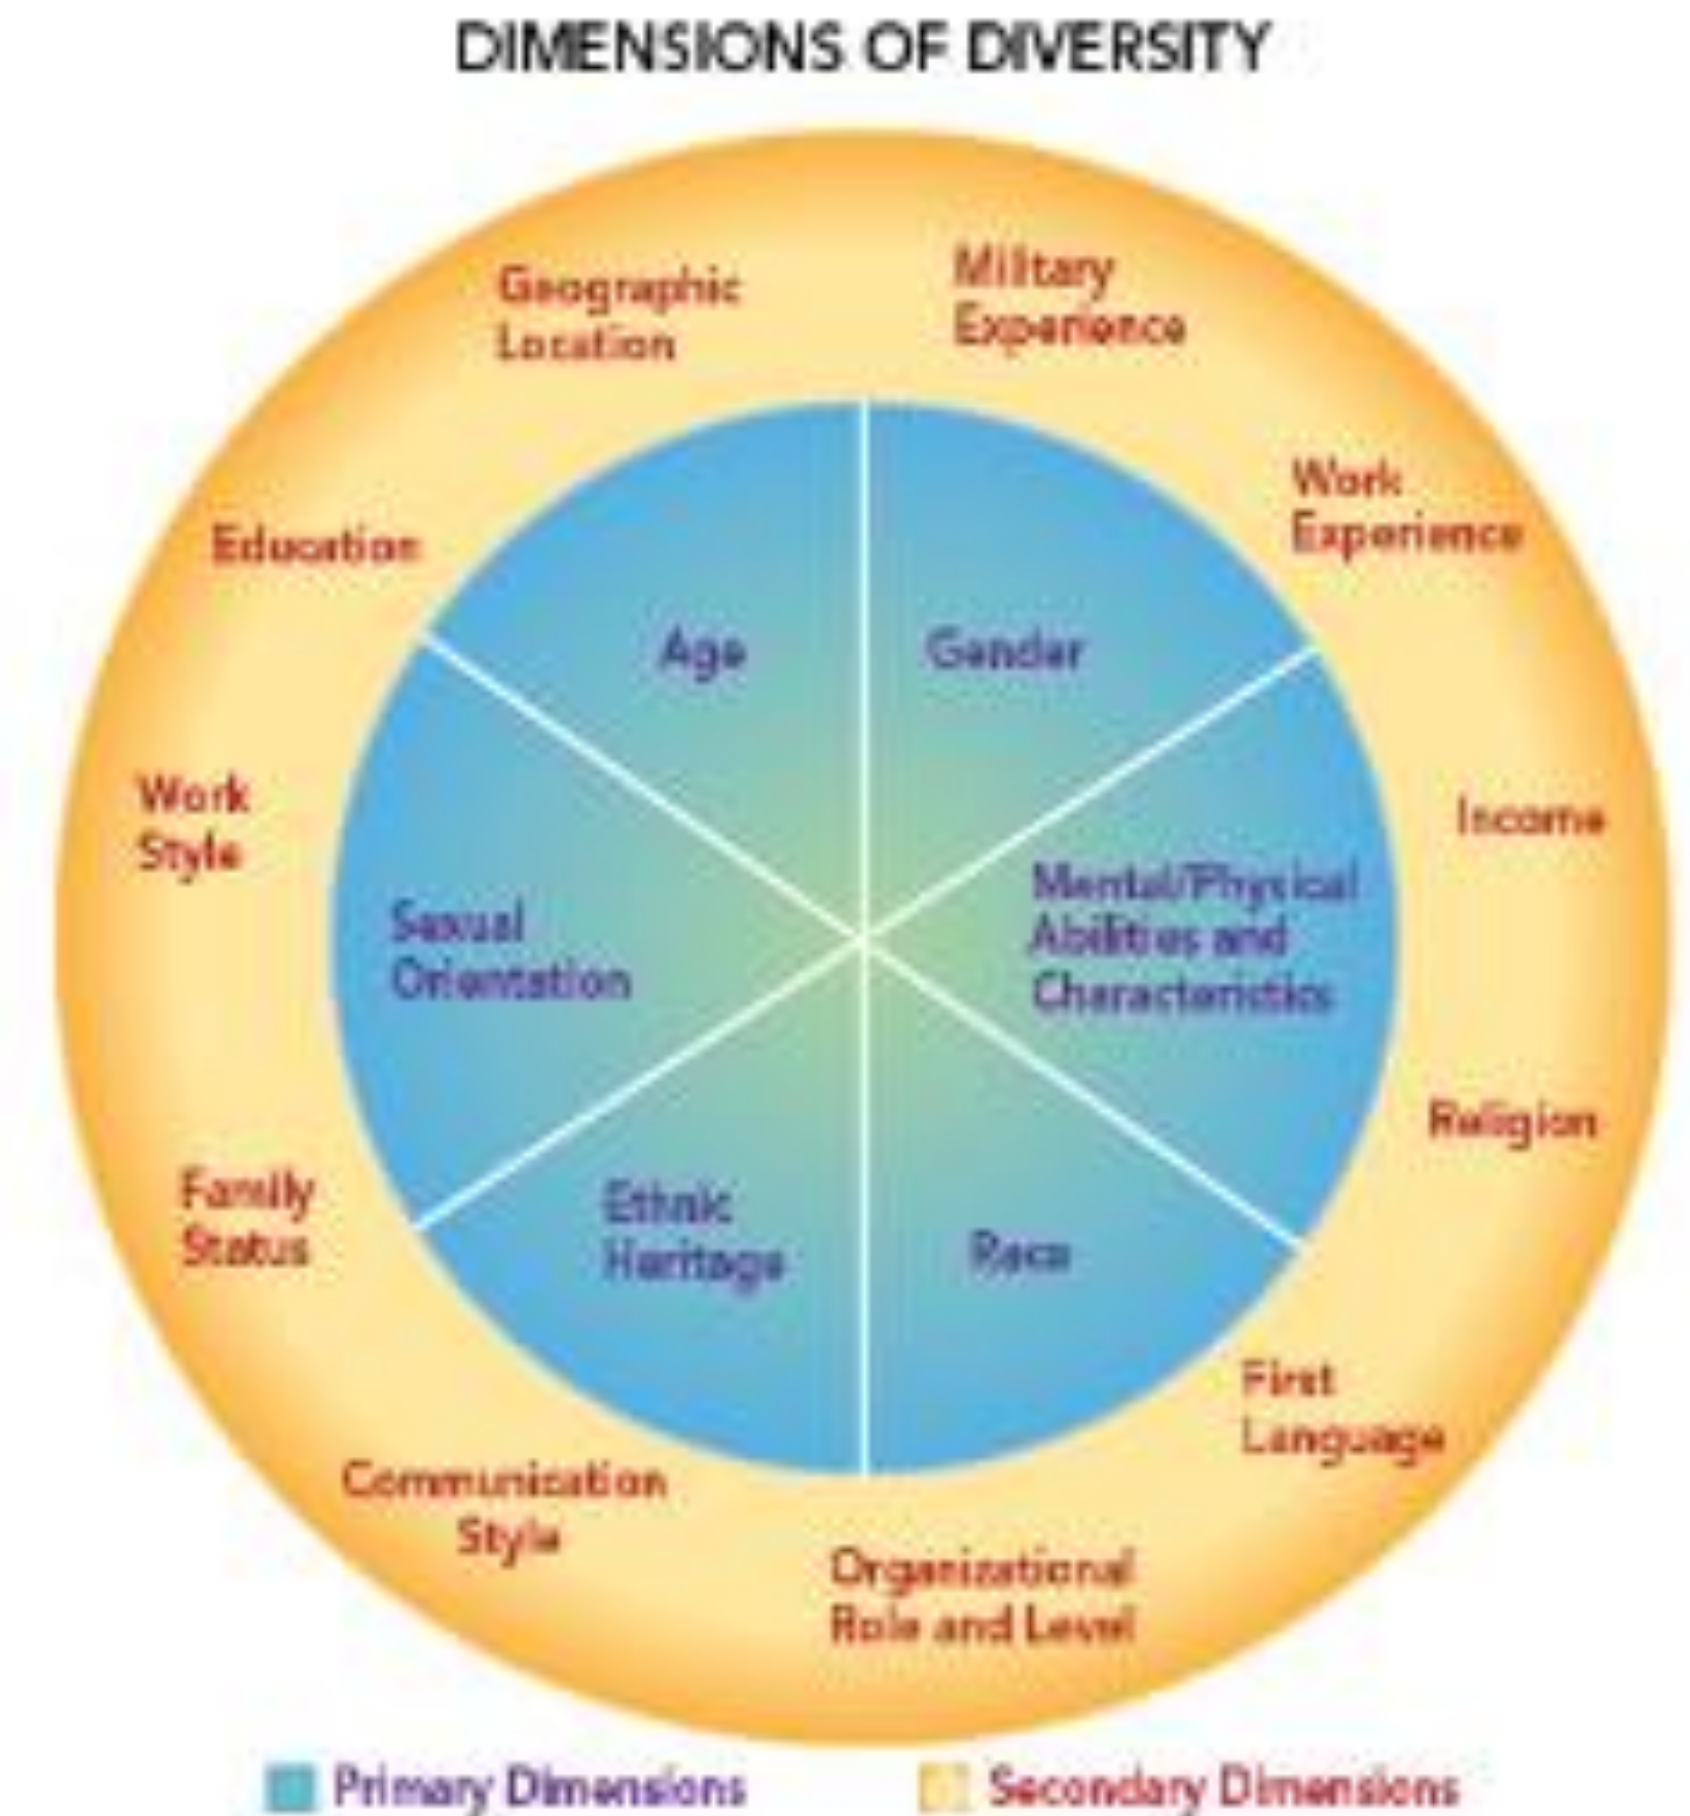 DIMENSIONS OF DIVERSITY
Geographic
Location
Military
Experience
Work
Experience
Education
Age
Gender
Work
Style
Income
Sexual
Orientation
Mental/Physical
Abilities and
Characteristics
Religion
Family
Status
Ethnic
Heritage
Race
First
Language
Communication
Style
Organizational
Role and Level
Primary Dimensions
Secondary Dimensions